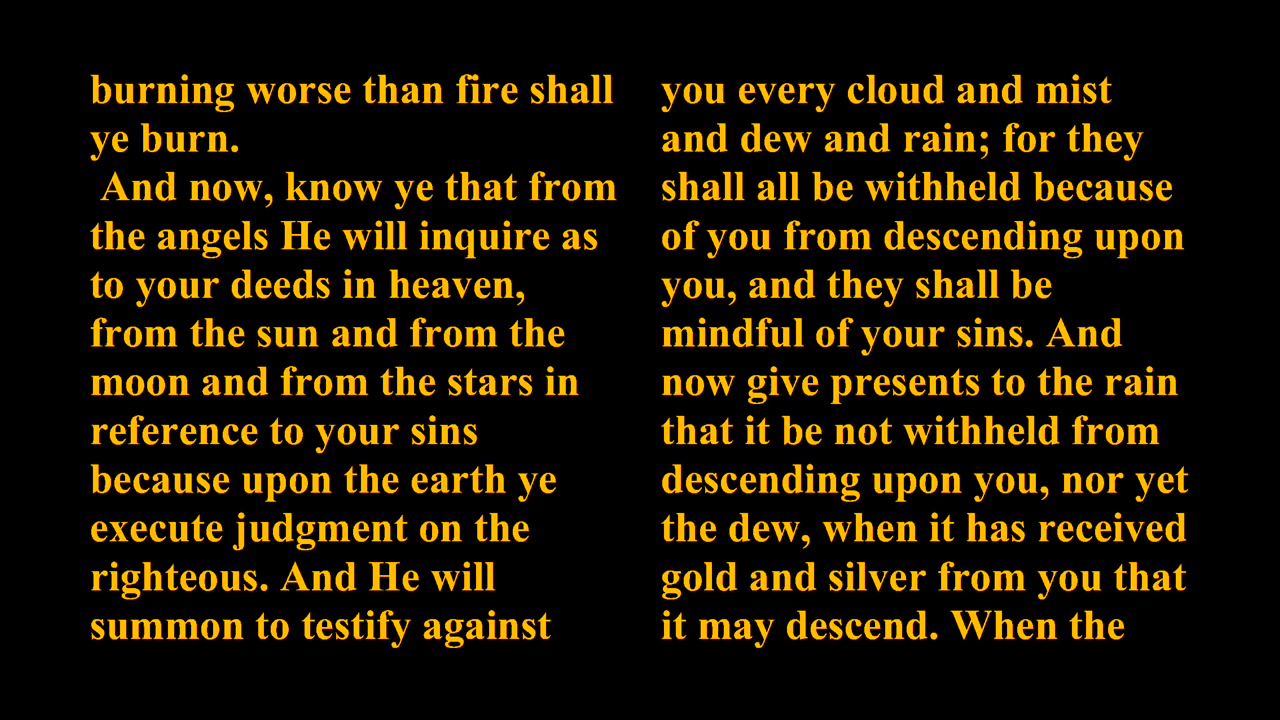 burning worse than fire shall
ye burn.
And now, know ye that from
the angels He will inquire as
to your deeds in heaven,
from the sun and from the
moon and from the stars in
reference to your sins
because upon the earth ye
execute judgment on the
righteous. And He will
summon to testify against
you every cloud and mist
and dew and rain; for they
shall all be withheld because
of you from descending upon
you, and they shall be
mindful of your sins. And
now give presents to the rain
that it be not withheld from
descending upon you, nor yet
the dew, when it has received
gold and silver from you that
it may descend. When the